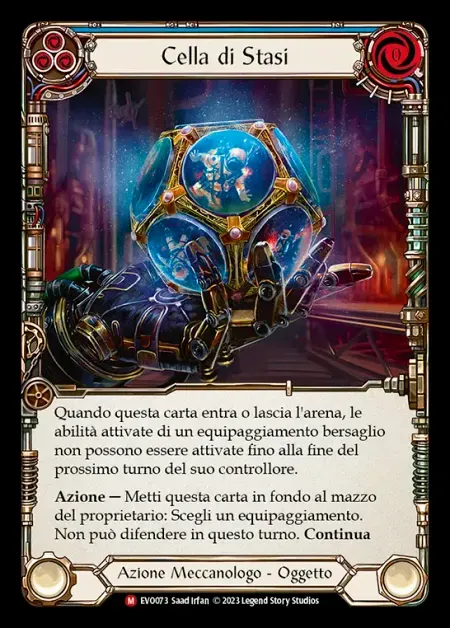 Cella di Stasi
0
Quando questa carta entra o lascia l'arena, le
abilità attivate di un equipaggiamento bersaglio
non possono essere attivate fino alla fine del
prossimo turno del suo controllore.
Azione — Metti questa carta in fondo al mazzo
del proprietario: Scegli un equipaggiamento.
Non può difendere in questo turno. Continua
Azione Meccanologo - Oggetto
M EVO073 Saad Irfan © 2023 Legend Story Studios